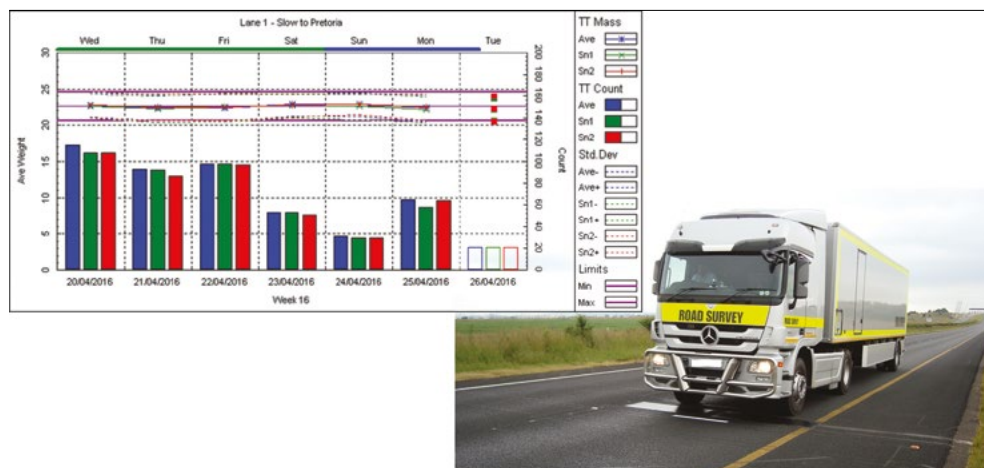 Lane 1 - Slow to Pretoria
Wed Thu Fri Sat Sun Mon Tue
30
25
20
15
10
5
0
Ave Weight
200
180
160
140
120
100
80
60
40
20
0
Count
20/04/2016 21/04/2016 22/04/2016 23/04/2016 24/04/2016 25/04/2016 26/04/2016
Week 16
TT Mass
Ave
Sn1
Sn2
TT Count
Ave
Sn1
Sn2
Std.Dev
Ave-
Ave+
Sn1-
Sn1+
Sn2-
Sn2+
Limits
Min
Max
ROAD SURVEY